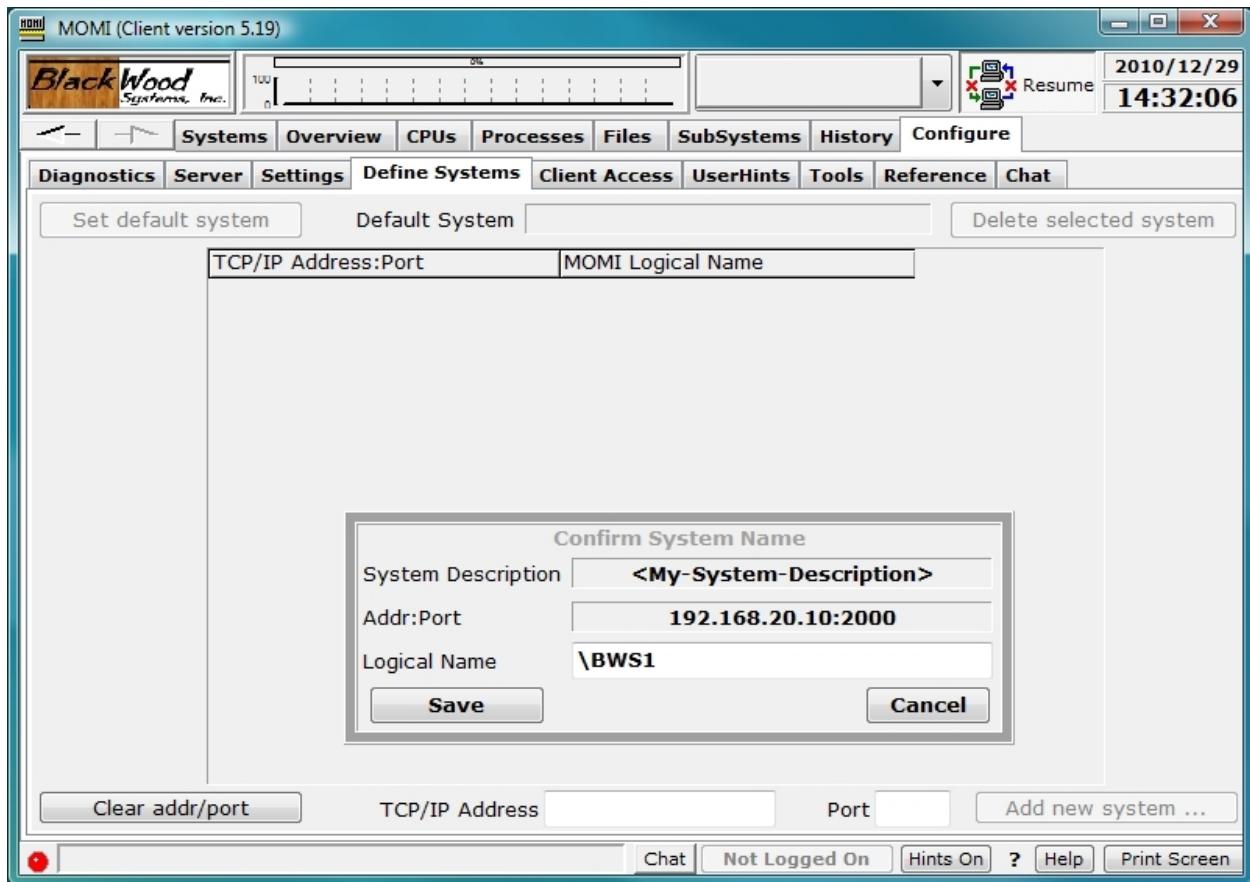 MOMI
MOMI (Client version 5.19)
X
BlackWood
Systems, Inc.
100
0%
0
Resume
2010/12/29
14:32:06
Systems Overview CPUs Processes Files SubSystems History Configure
Diagnostics Server Settings Define Systems Client Access UserHints Tools Reference Chat
Set default system Default System Delete selected system
TCP/IP Address:Port MOMI Logical Name
Confirm System Name
System Description <My-System-Description>
Addr:Port 192.168.20.10:2000
Logical Name \BWS1
Save Cancel
Clear addr/port TCP/IP Address Port Add new system ...
Chat Not Logged On Hints On ? Help Print Screen